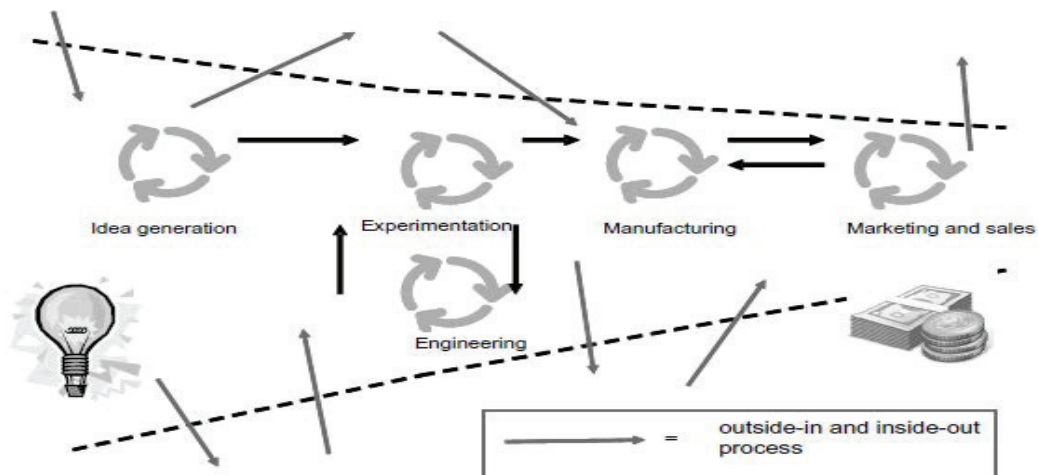 Idea generation
Experimentation
Manufacturing
Marketing and sales
Engineering
= outside-in and inside-out
process